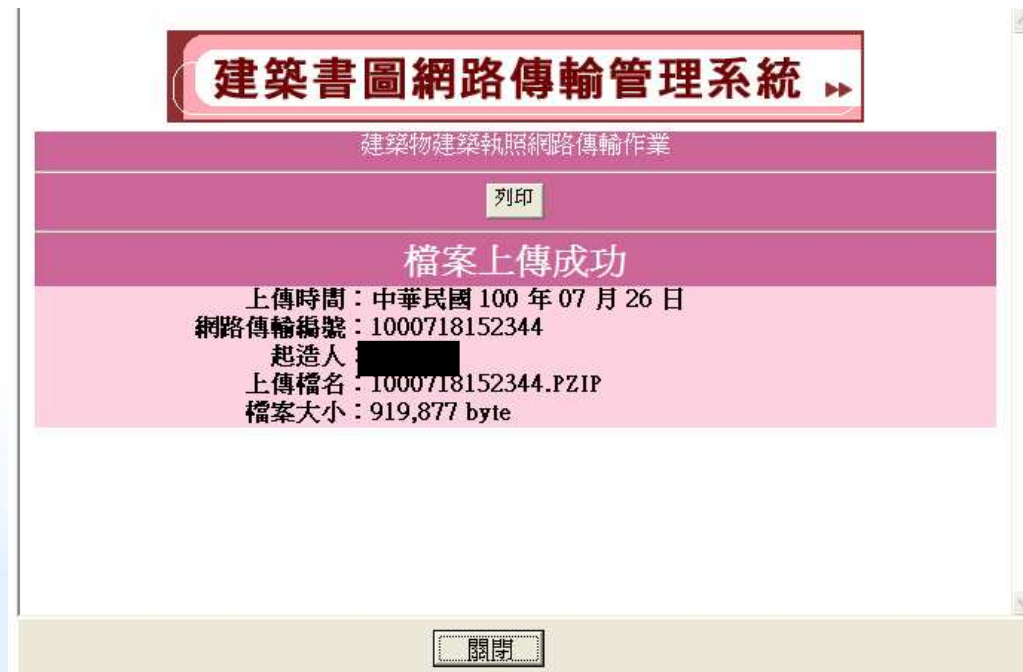 建築書圖網路傳輸管理系統
建築物建築執照網路傳輸作業
列印
檔案上傳成功
上傳時間：中華民國 100 年 07 月 26 日
網路傳輸編號：1000718152344
起造人：
上傳檔名：1000718152344.PZIP
檔案大小：919,877 byte
關閉